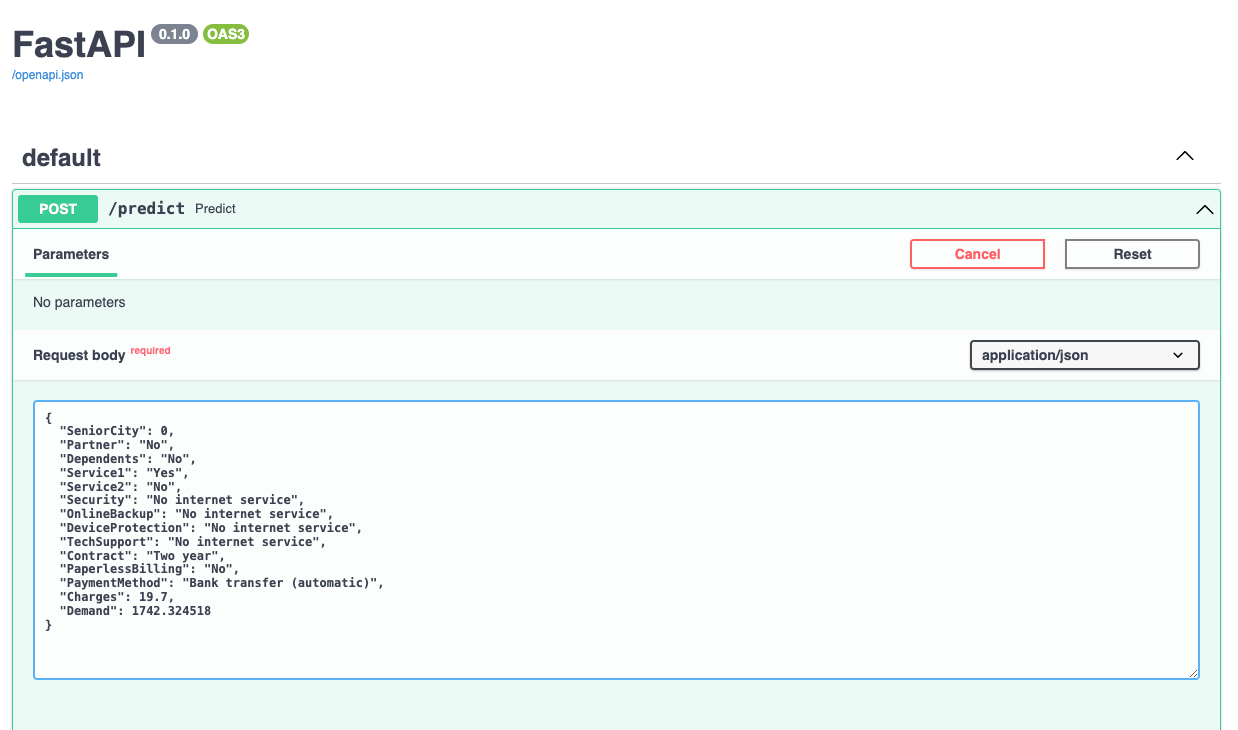 FastAPI 0.1.0 OAS3
/openapi.json
default
POST /predict Predict
Parameters Cancel Reset
No parameters
Request body required application/json
{
  "SeniorCity": 0,
  "Partner": "No",
  "Dependents": "No",
  "Service1": "Yes",
  "Service2": "No",
  "Security": "No internet service",
  "OnlineBackup": "No internet service",
  "DeviceProtection": "No internet service",
  "TechSupport": "No internet service",
  "Contract": "Two year",
  "PaperlessBilling": "No",
  "PaymentMethod": "Bank transfer (automatic)",
  "Charges": 19.7,
  "Demand": 1742.324518
}